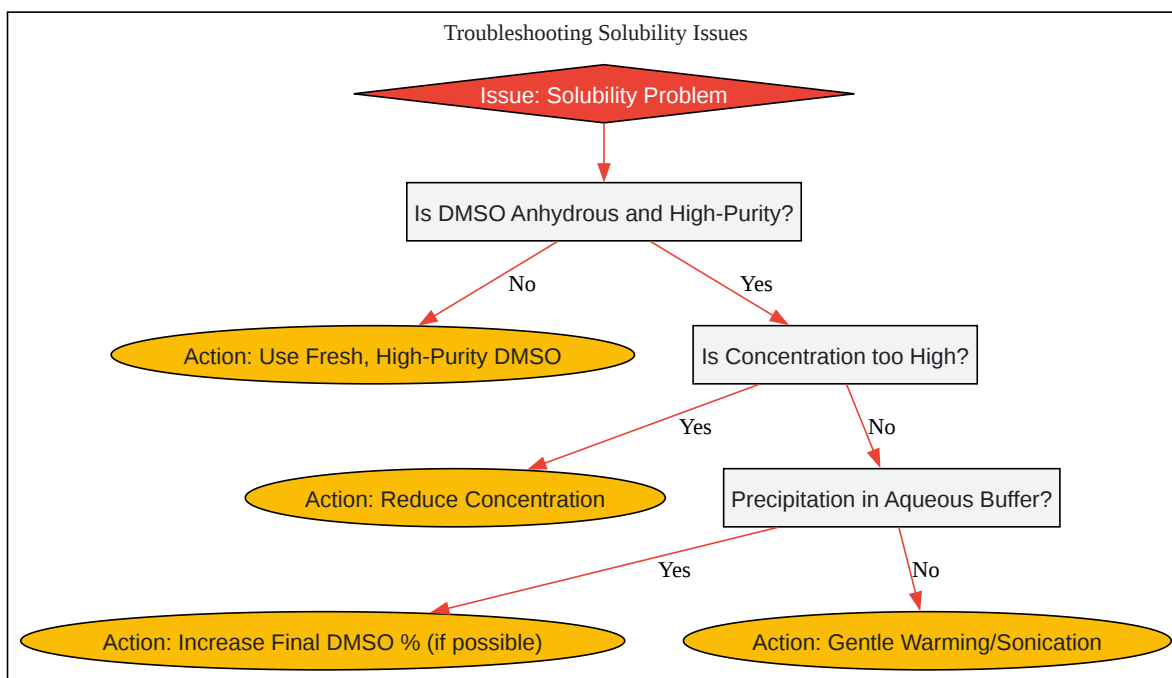 Troubleshooting Solubility Issues
Issue: Solubility Problem
Is DMSO Anhydrous and High-Purity?
No
Yes
Action: Use Fresh, High-Purity DMSO
Is Concentration too High?
Yes
No
Action: Reduce Concentration
Precipitation in Aqueous Buffer?
Yes
No
Action: Increase Final DMSO % (if possible)
Action: Gentle Warming/Sonication